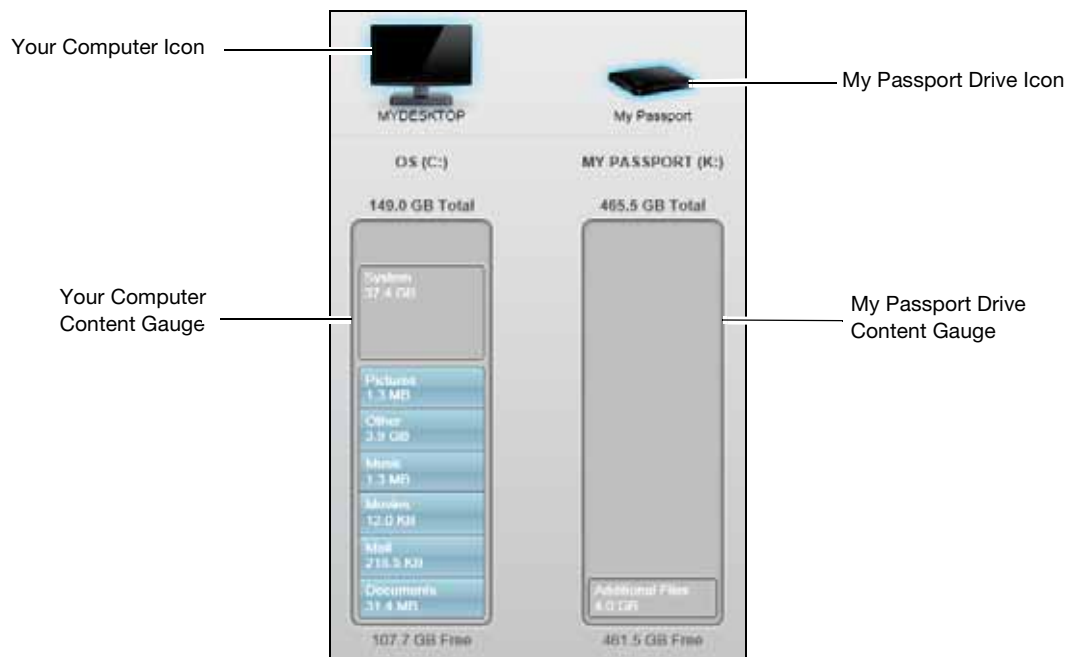 Your Computer Icon
My Passport Drive Icon
MYDESKTOP
My Passport
OS (C:)
MY PASSPORT (K:)
149.0 GB Total
465.5 GB Total
System
37.4 GB
Your Computer
Content Gauge
My Passport Drive
Content Gauge
Pictures
1.3 MB
Other
3.9 GB
Music
1.3 MB
Movies
12.0 KB
Mail
218.5 KB
Documents
31.4 MB
Additional Files
4.0 GB
107.7 GB Free
461.5 GB Free